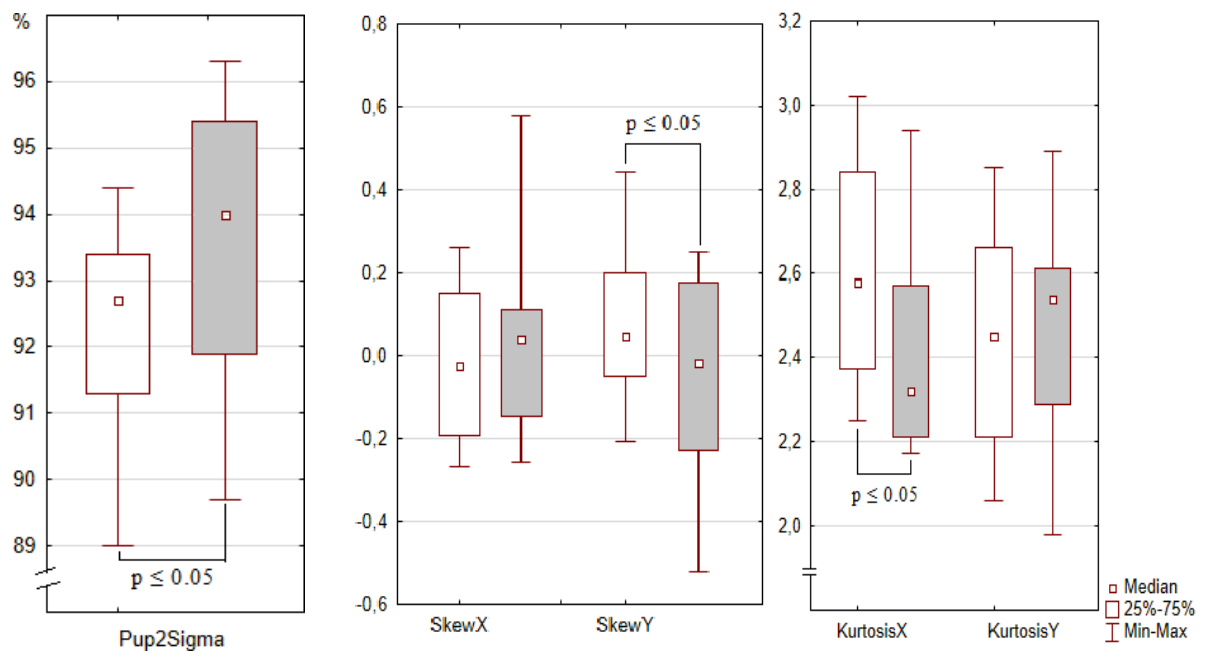 %
96
95
94
93
92
91
90
89
p ≤ 0.05
Pup2Sigma
0,8
0,6
0,4
0,2
0,0
-0,2
-0,4
-0,6
p ≤ 0.05
SkewX
SkewY
3,2
3,0
2,8
2,6
2,4
2,2
2,0
p ≤ 0.05
KurtosisX
KurtosisY
Median
25%-75%
Min-Max